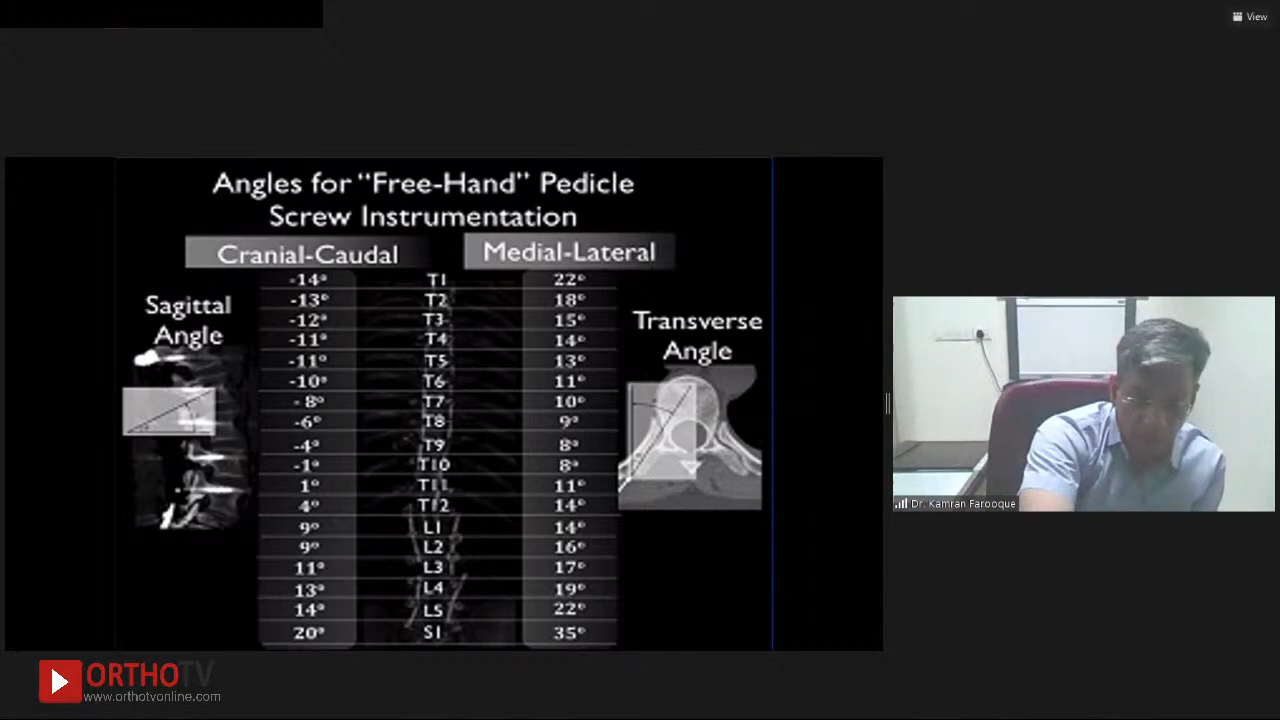 View
Angles for “Free-Hand” Pedicle
Screw Instrumentation
Cranial-Caudal Medial-Lateral
Sagittal
Angle
Transverse
Angle
-14° T1 22°
-13° T2 18°
-12° T3 15°
-11° T4 14°
-11° T5 13°
-10° T6 11°
-8° T7 10°
-6° T8 9°
-4° T9 8°
-1° T10 8°
1° T11 11°
4° T12 14°
9° L1 14°
9° L2 16°
11° L3 17°
13° L4 19°
14° L5 22°
20° S1 35°
Dr. Kamran Farooque
ORTHOTV
www.orthotvonline.com